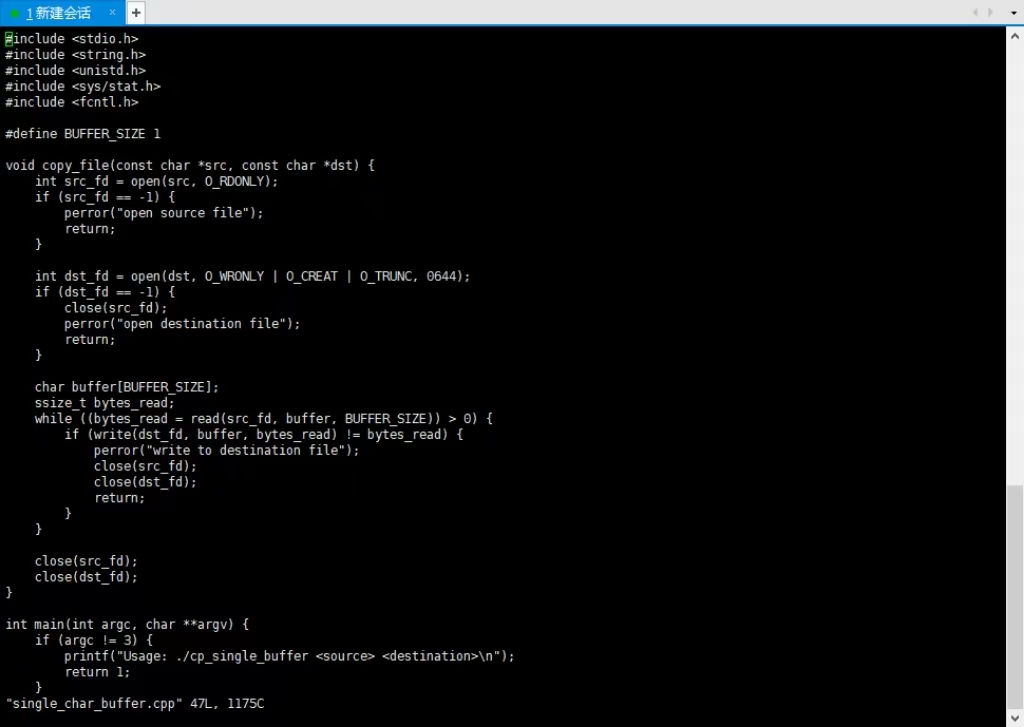 1 新建会话 × +
#include <stdio.h>
#include <string.h>
#include <unistd.h>
#include <sys/stat.h>
#include <fcntl.h>

#define BUFFER_SIZE 1

void copy_file(const char *src, const char *dst) {
    int src_fd = open(src, O_RDONLY);
    if (src_fd == -1) {
        perror("open source file");
        return;
    }

    int dst_fd = open(dst, O_WRONLY | O_CREAT | O_TRUNC, 0644);
    if (dst_fd == -1) {
        close(src_fd);
        perror("open destination file");
        return;
    }

    char buffer[BUFFER_SIZE];
    ssize_t bytes_read;
    while ((bytes_read = read(src_fd, buffer, BUFFER_SIZE)) > 0) {
        if (write(dst_fd, buffer, bytes_read) != bytes_read) {
            perror("write to destination file");
            close(src_fd);
            close(dst_fd);
            return;
        }
    }

    close(src_fd);
    close(dst_fd);
}

int main(int argc, char **argv) {
    if (argc != 3) {
        printf("Usage: ./cp_single_buffer <source> <destination>\n");
        return 1;
    }
"single_char_buffer.cpp" 47L, 1175C